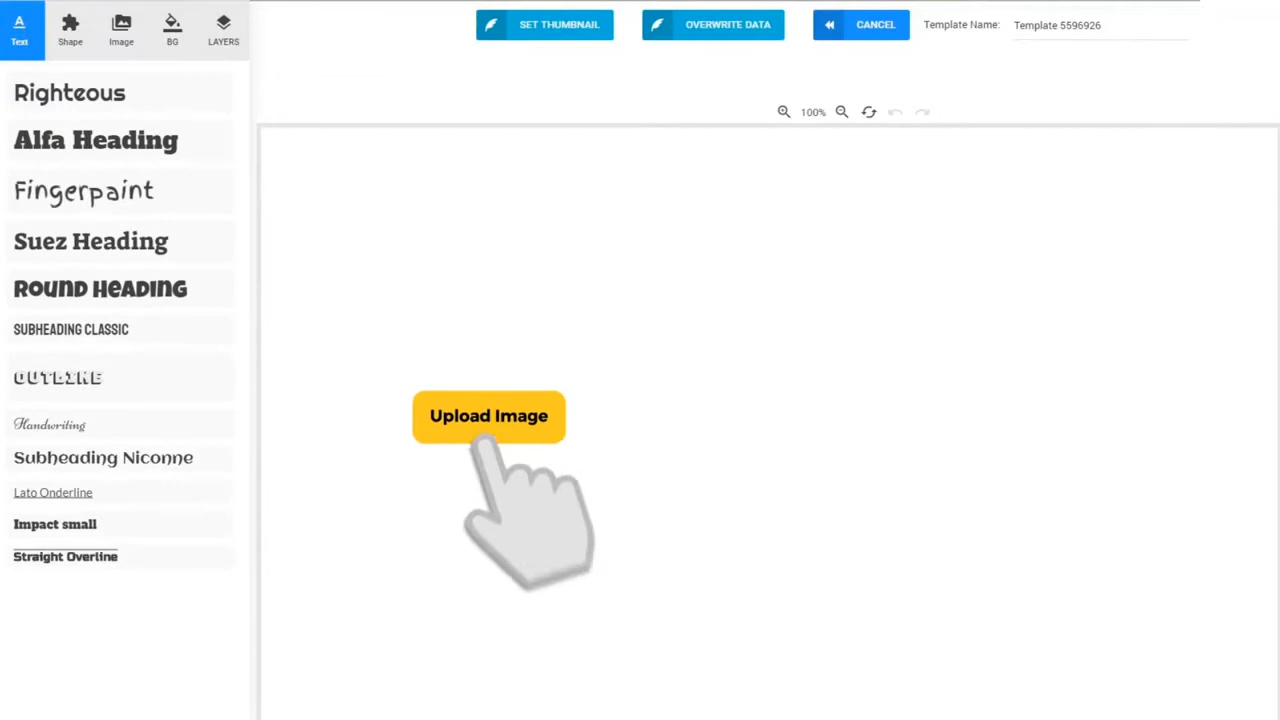 A
Text
Shape
Image
BG
LAYERS
SET THUMBNAIL
OVERWRITE DATA
CANCEL
Template Name:
Template 5596926
100%
Righteous
Alfa Heading
Fingerpaint
Suez Heading
Round Heading
SUBHEADING CLASSIC
OUTLINE
Handwriting
Subheading Niconne
Lato Onderline
Impact small
Straight Overline
Upload Image